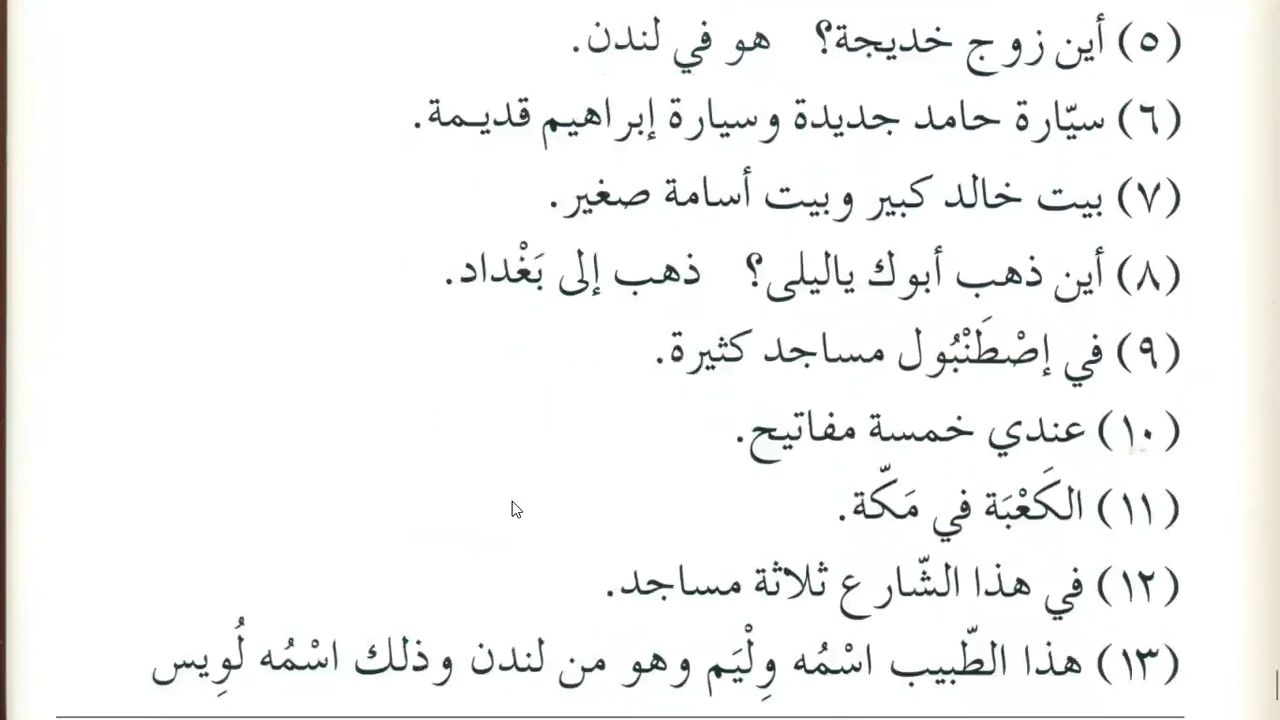 (٥) أين زوج خديجة؟ هو في لندن.
(٦) سيّارة حامد جديدة وسيارة إبراهيم قديمة.
(٧) بيت خالد كبير وبيت أسامة صغير.
(٨) أين ذهب أبوك ياليلى؟ ذهب إلى بَغْداد.
(٩) في إصْطَنْبُول مساجد كثيرة.
(١٠) عندي خمسة مفاتيح.
(١١) الكَعْبَة في مَكّة.
(١٢) في هذا الشّارع ثلاثة مساجد.
(١٣) هذا الطّبيب اسْمُه وِلْيَم وهو من لندن وذلك اسْمُه لُوِيس